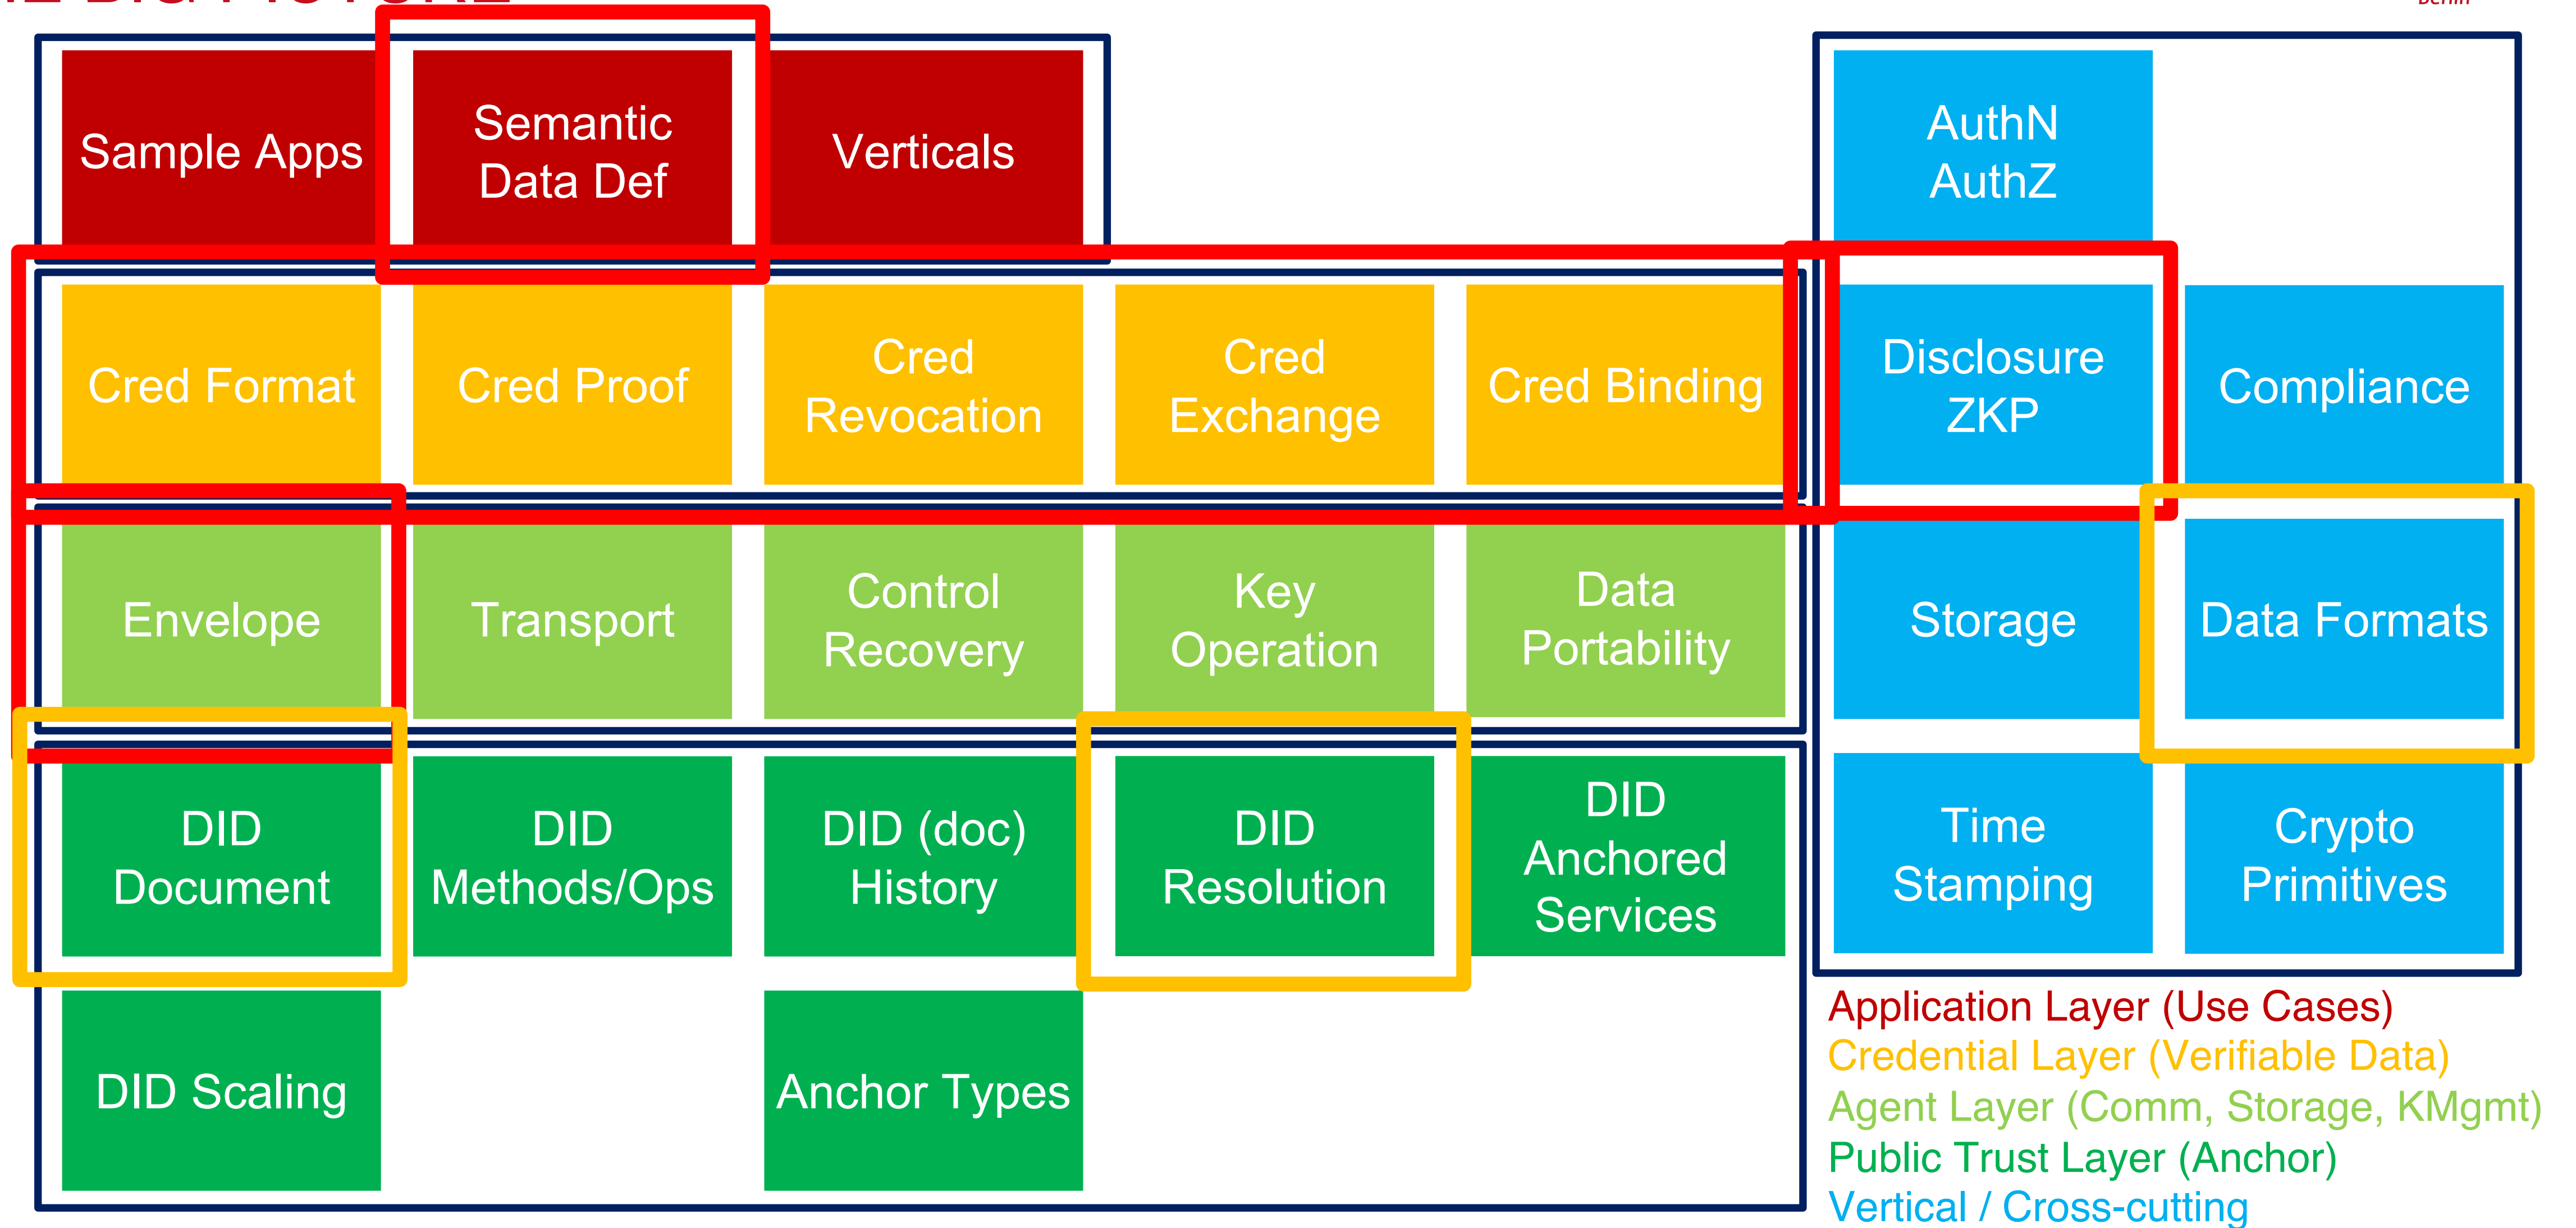 BIG PICTURE
Berlin
Sample Apps
Semantic
Data Def
Verticals
AuthN
AuthZ
Cred Format
Cred Proof
Cred
Revocation
Cred
Exchange
Cred Binding
Disclosure
ZKP
Compliance
Envelope
Transport
Control
Recovery
Key
Operation
Data
Portability
Storage
Data Formats
DID
Document
DID
Methods/Ops
DID (doc)
History
DID
Resolution
DID
Anchored
Services
Time
Stamping
Crypto
Primitives
DID Scaling
Anchor Types
Application Layer (Use Cases)
Credential Layer (Verifiable Data)
Agent Layer (Comm, Storage, KMgmt)
Public Trust Layer (Anchor)
Vertical / Cross-cutting